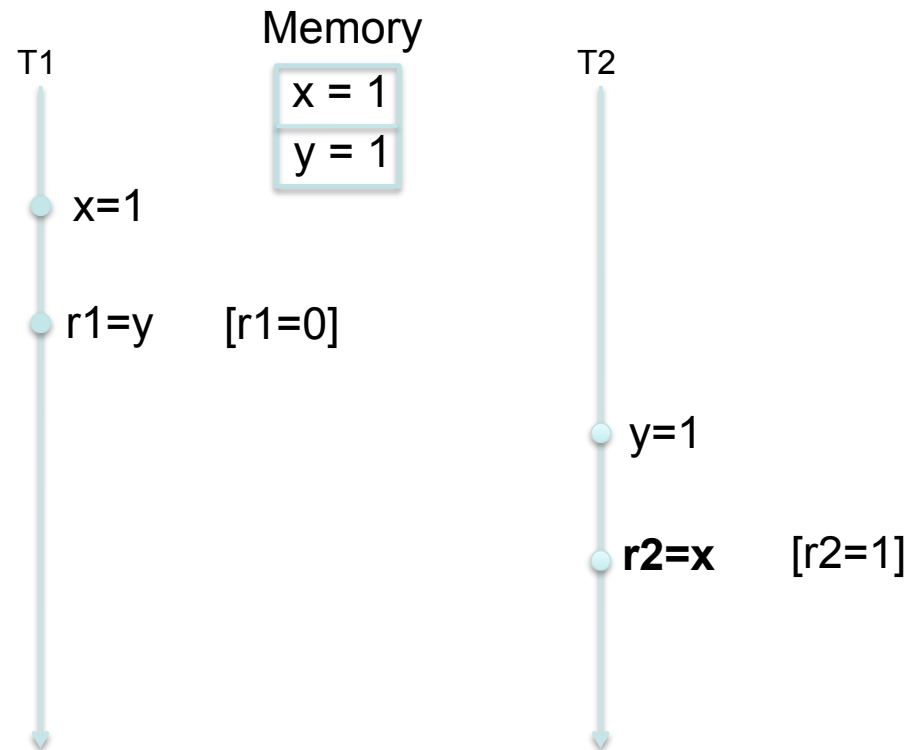 Memory
T1
T2
x = 1
y = 1
x=1
r1=y [r1=0]
y=1
r2=x [r2=1]